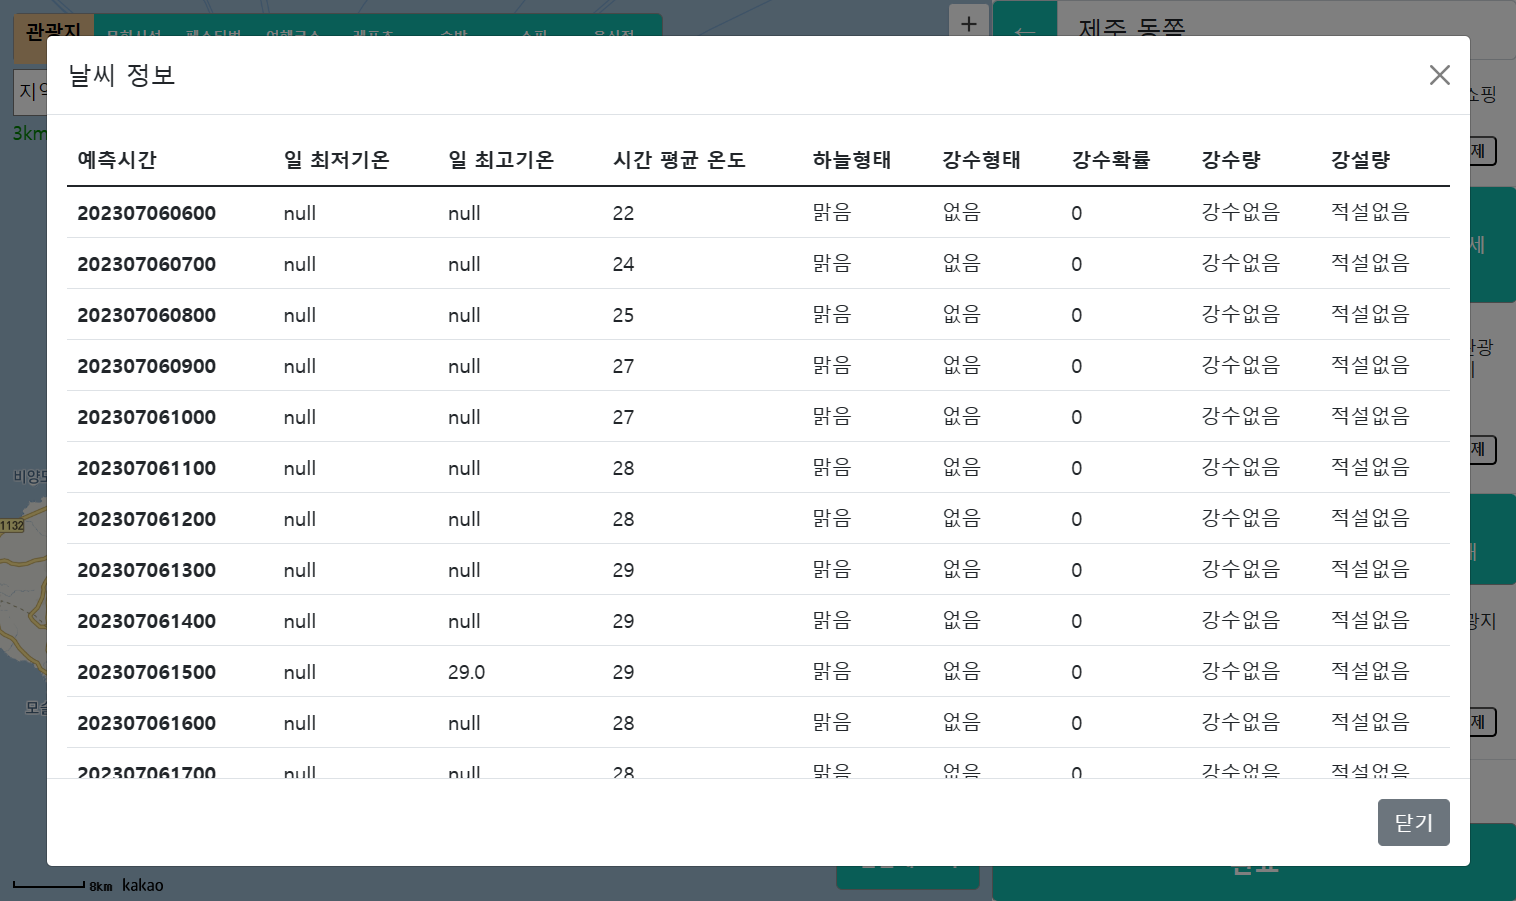 관광지
제주 동쪽
3km
날씨 정보
예측시간 일 최저기온 일 최고기온 시간 평균 온도 하늘형태 강수형태 강수확률 강수량 강설량
202307060600 null null 22 맑음 없음 0 강수없음 적설없음
202307060700 null null 24 맑음 없음 0 강수없음 적설없음
202307060800 null null 25 맑음 없음 0 강수없음 적설없음
202307060900 null null 27 맑음 없음 0 강수없음 적설없음
202307061000 null null 27 맑음 없음 0 강수없음 적설없음
202307061100 null null 28 맑음 없음 0 강수없음 적설없음
202307061200 null null 28 맑음 없음 0 강수없음 적설없음
202307061300 null null 29 맑음 없음 0 강수없음 적설없음
202307061400 null null 29 맑음 없음 0 강수없음 적설없음
202307061500 null 29.0 29 맑음 없음 0 강수없음 적설없음
202307061600 null null 28 맑음 없음 0 강수없음 적설없음
202307061700 null null 28 맑음 없음 0 강수없음 적설없음
닫기
1132
8km kakao